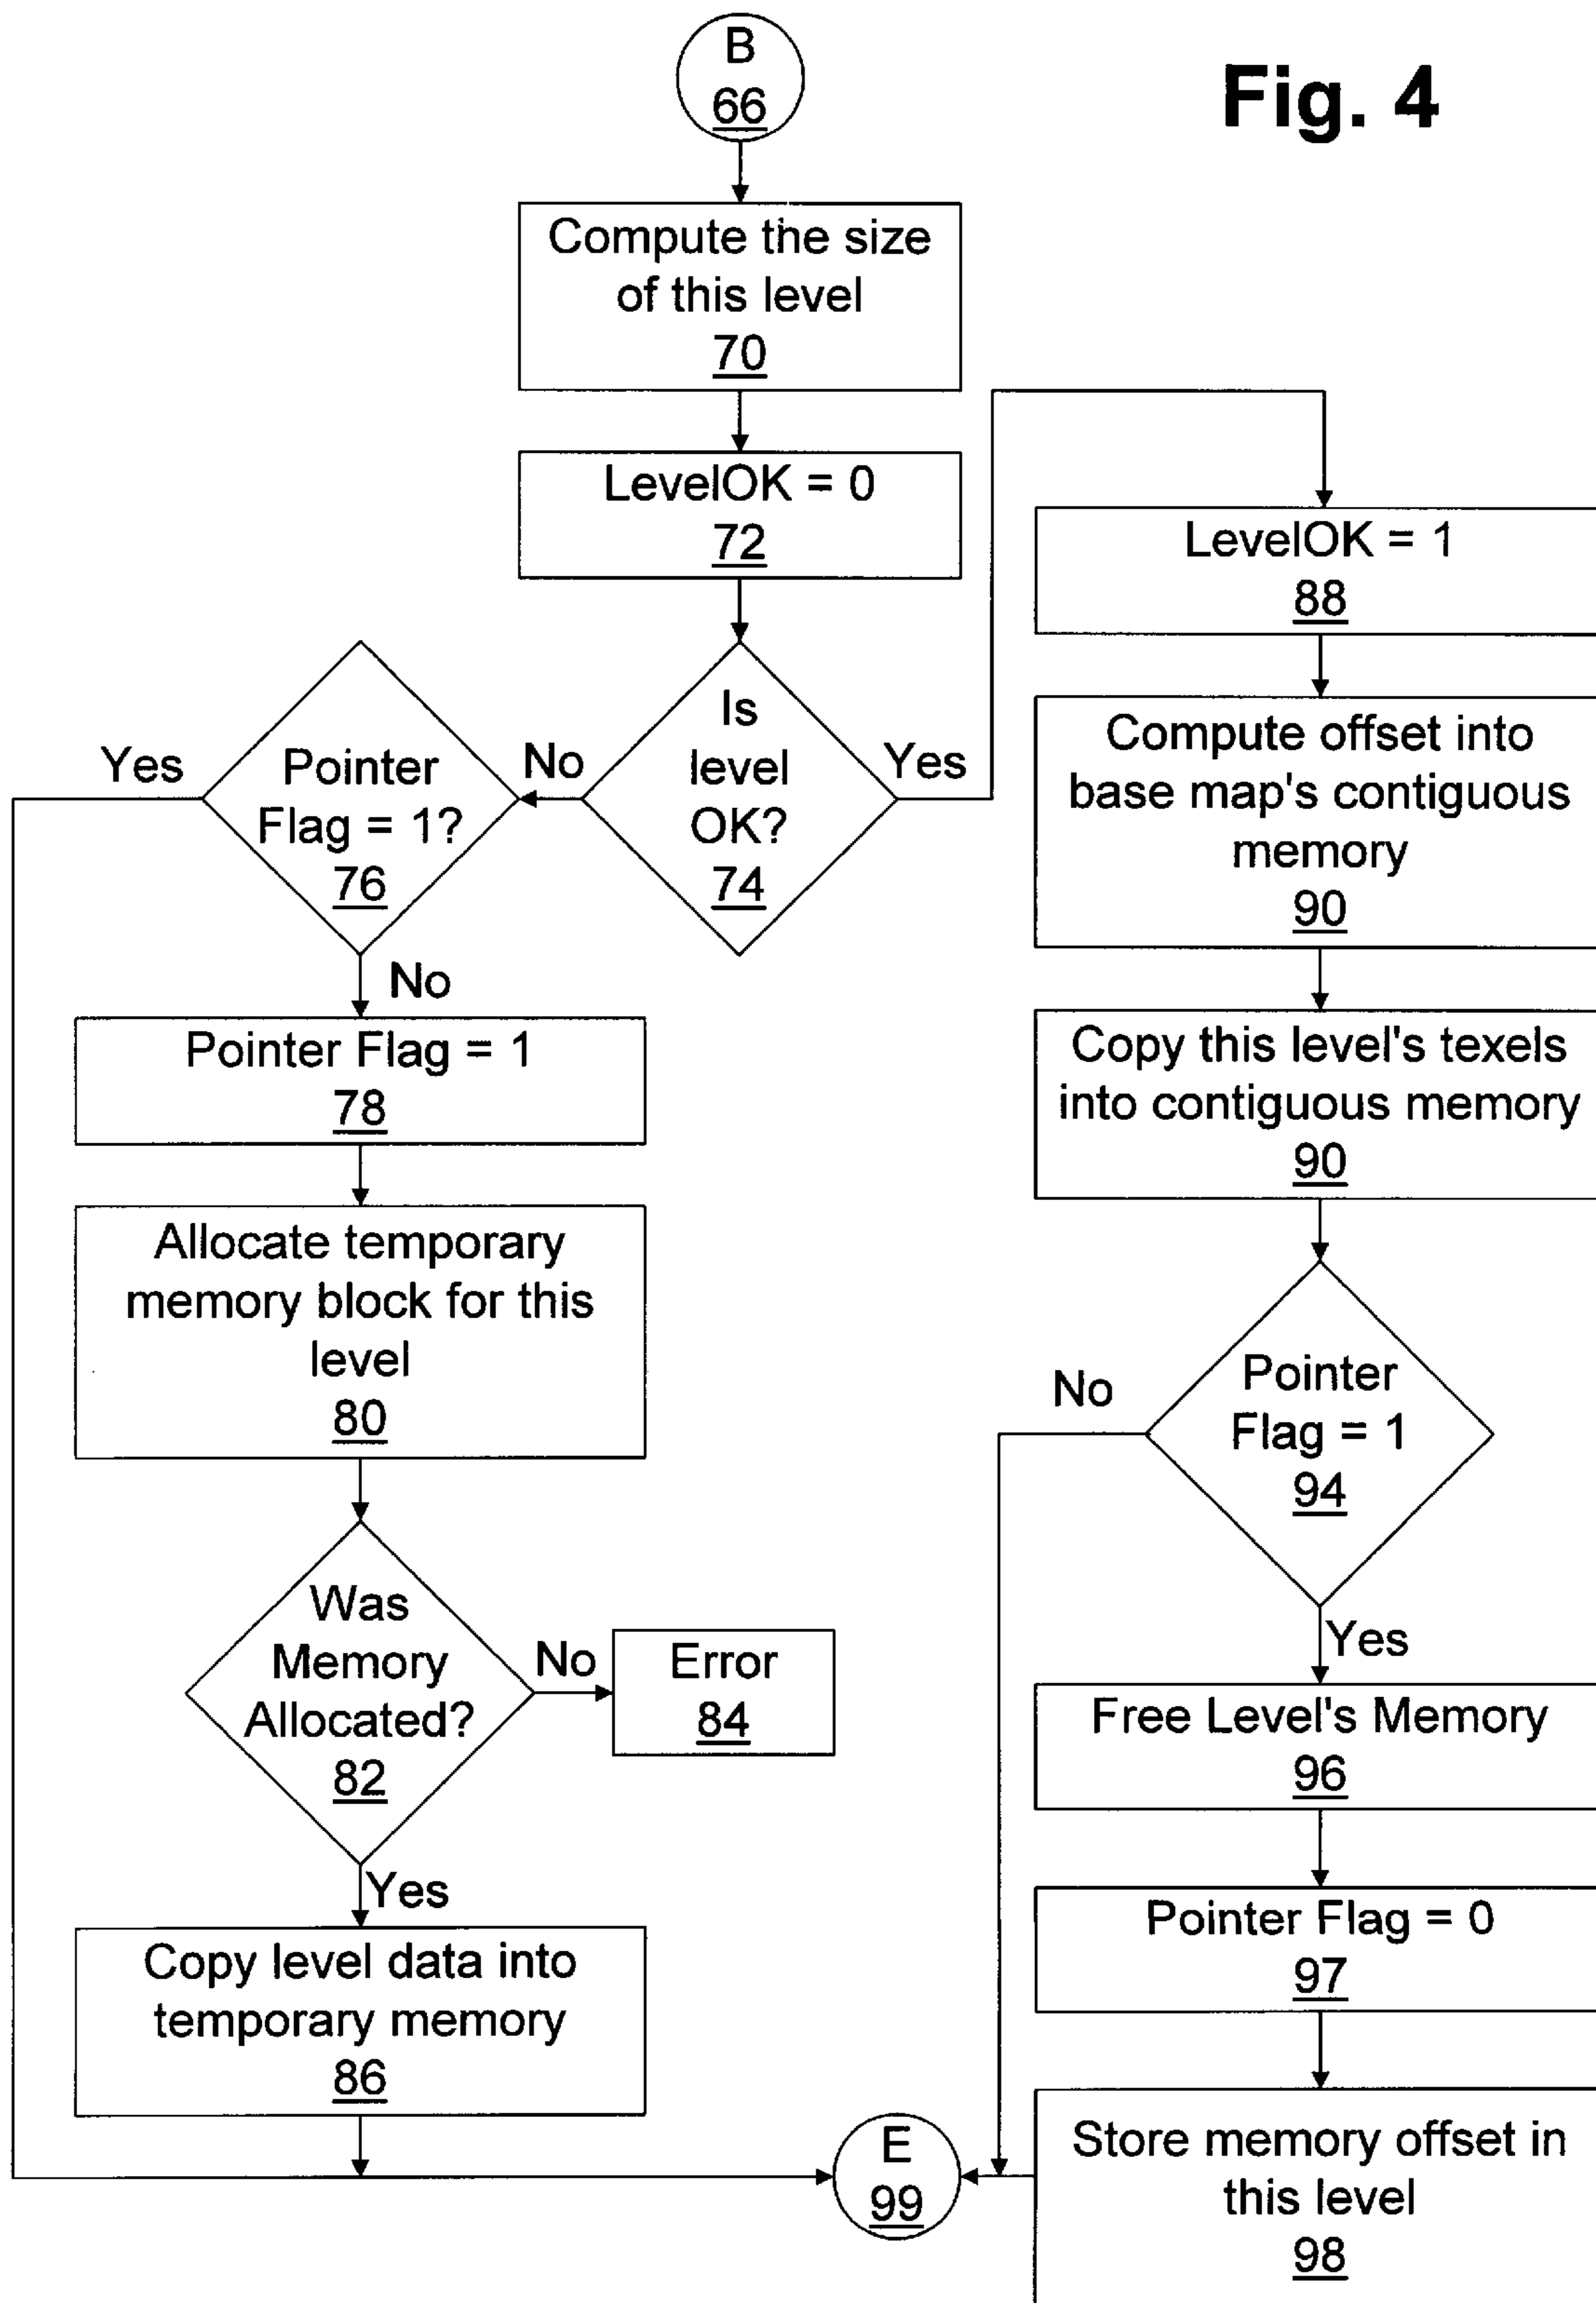 B
66
Fig. 4
Compute the size
of this level
70
LevelOK = 0
72
Is
level
OK?
74
No
Yes
Pointer
Flag = 1?
76
Yes
No
Pointer Flag = 1
78
Allocate temporary
memory block for this
level
80
Was
Memory
Allocated?
82
No
Error
84
Yes
Copy level data into
temporary memory
86
LevelOK = 1
88
Compute offset into
base map's contiguous
memory
90
Copy this level's texels
into contiguous memory
90
Pointer
Flag = 1
94
No
Yes
Free Level's Memory
96
Pointer Flag = 0
97
Store memory offset in
this level
98
E
99